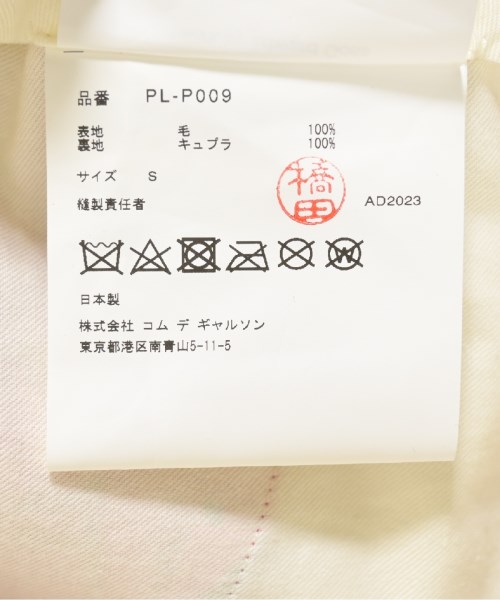 品番 PL-P009
表地 毛 100%
裏地 キュプラ 100%
サイズ S
橋田
縫製責任者 AD2023
W
日本製
株式会社 コム デ ギャルソン
東京都港区南青山5-11-5